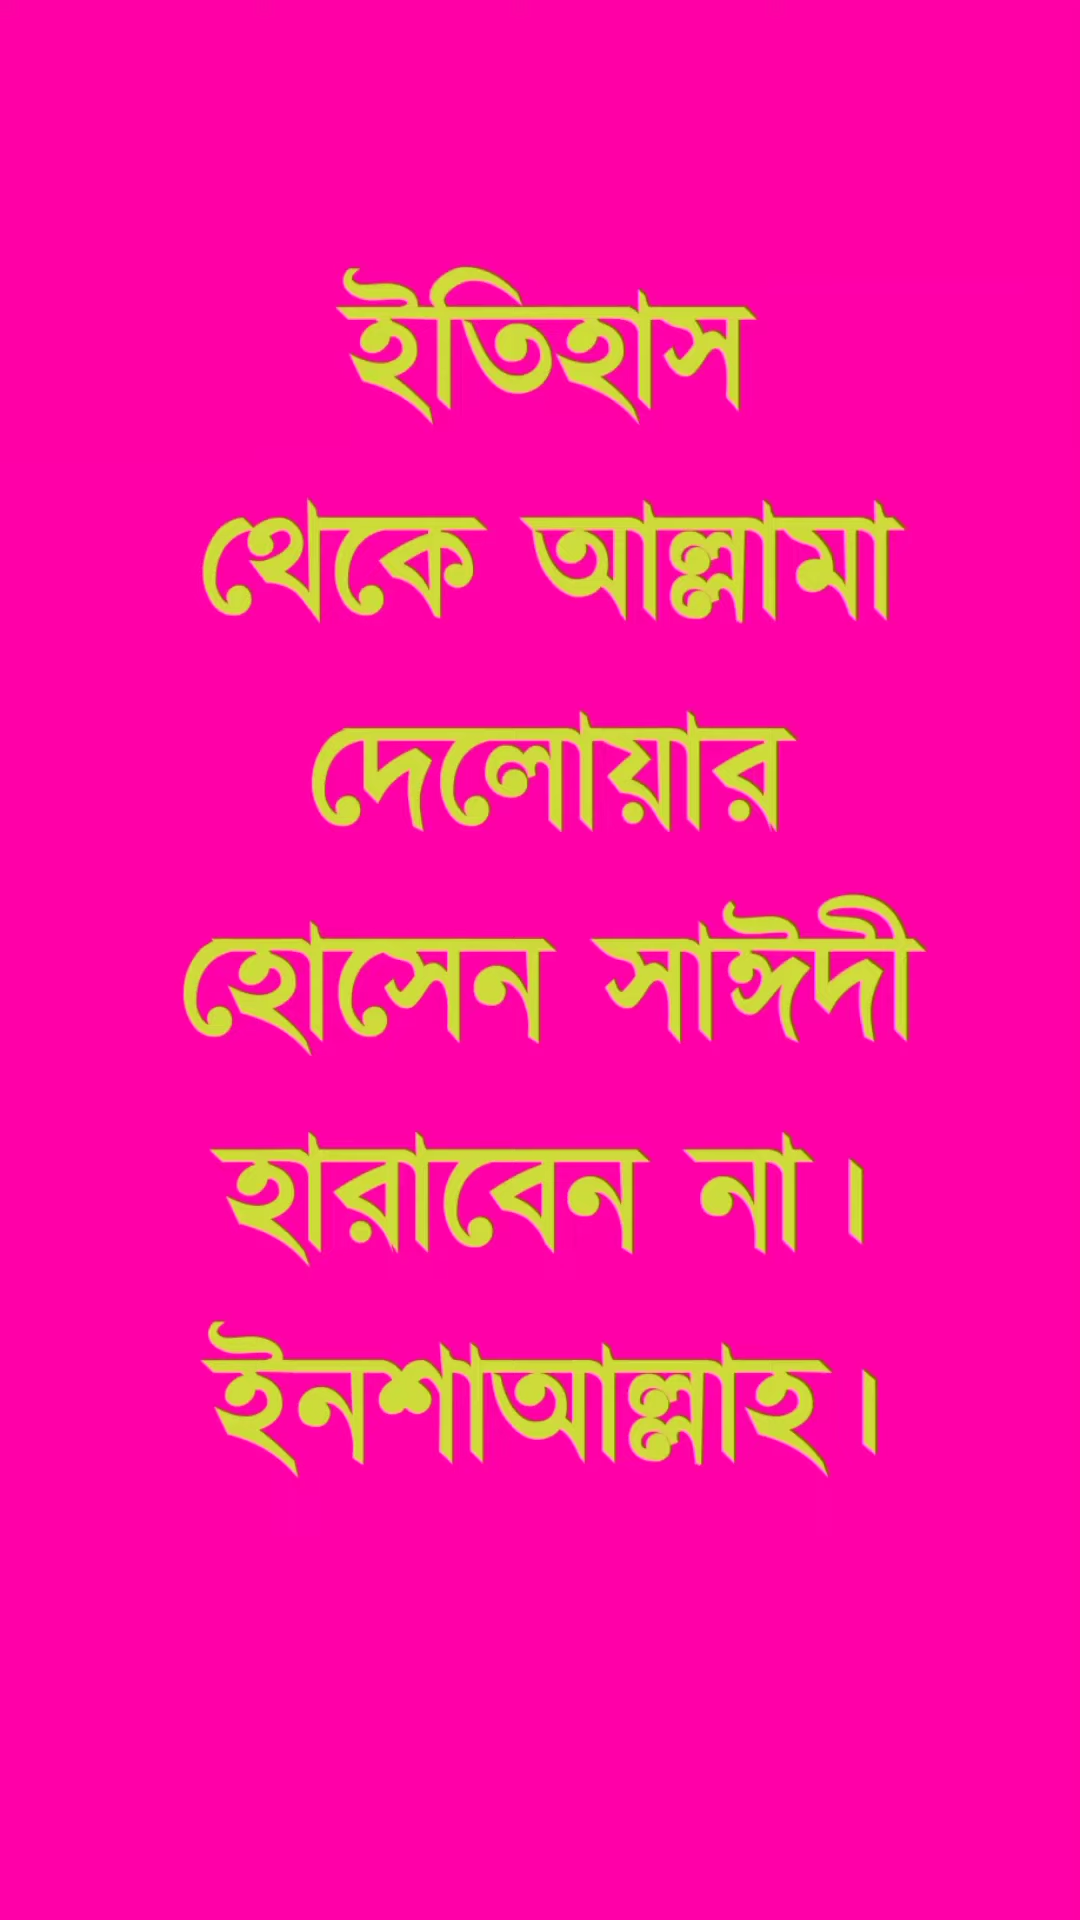 ইতিহাস
থেকে আল্লামা
দেলোয়ার
হোসেন সাঈদী
হারাবেন না।
ইনশাআল্লাহ।